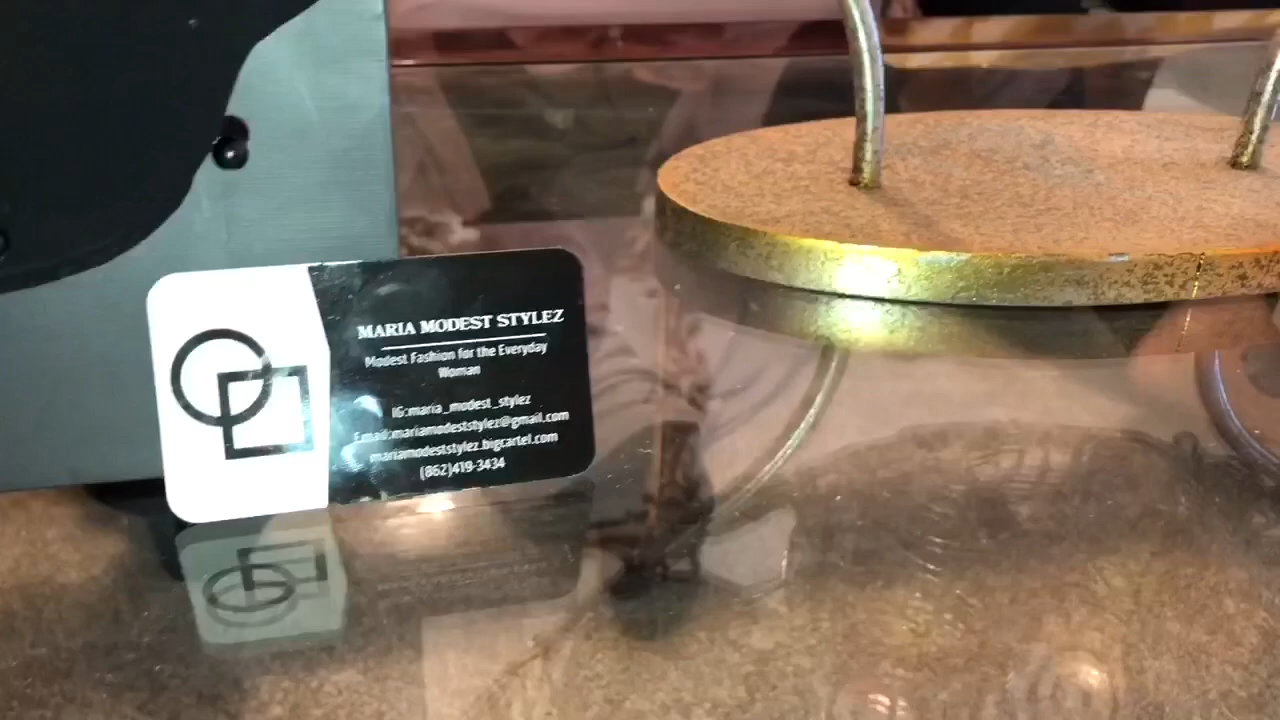 MARIA MODEST STYLEZ
Modest Fashion for the Everyday
Woman
IG:maria_modest_stylez
Email:mariamodeststylez@gmail.com
mariamodeststylez.bigcartel.com
(862)419-3434